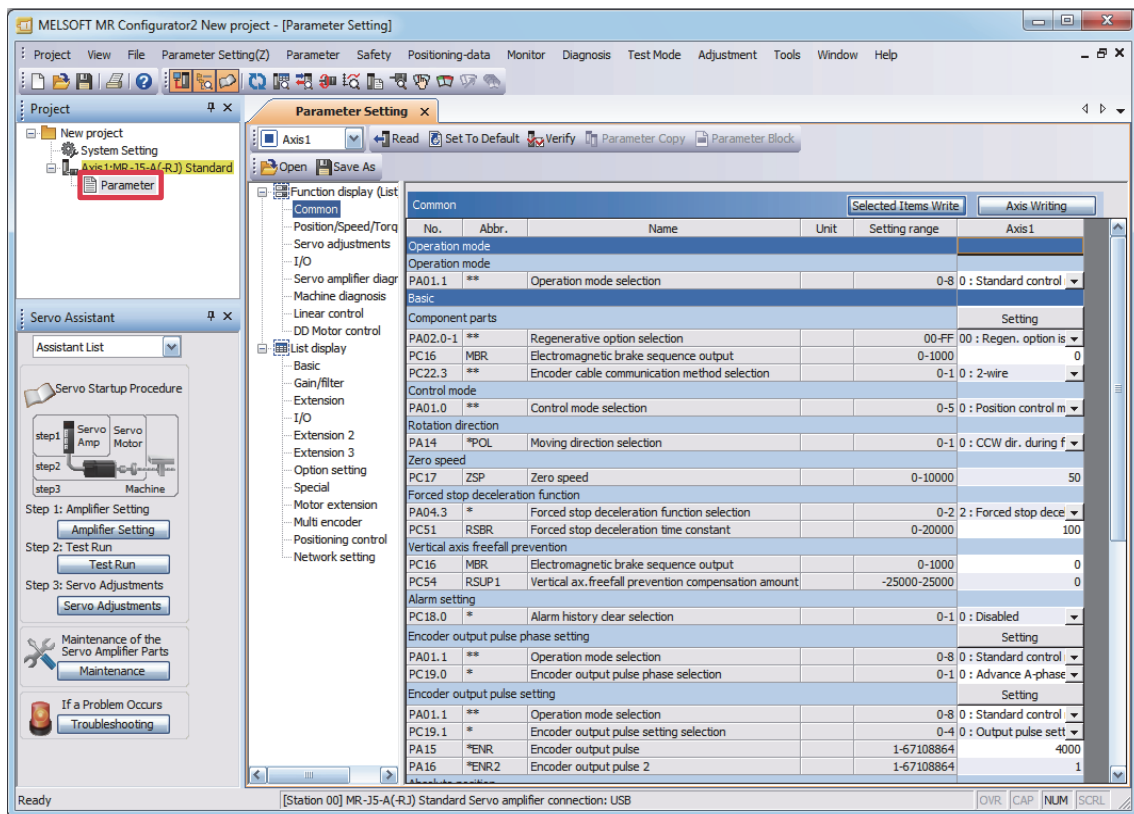 MELSOFT MR Configurator2 New project - [Parameter Setting]
Project View File Parameter Setting(Z) Parameter Safety Positioning-data Monitor Diagnosis Test Mode Adjustment Tools Window Help
Project
New project
System Setting
Axis1:MR-J5-A(-RJ) Standard
Parameter
Servo Assistant
Assistant List
Servo Startup Procedure
step1
Servo Amp
Servo Motor
step2
step3
Machine
Step 1: Amplifier Setting
Amplifier Setting
Step 2: Test Run
Test Run
Step 3: Servo Adjustments
Servo Adjustments
Maintenance of the
Servo Amplifier Parts
Maintenance
If a Problem Occurs
Troubleshooting
Parameter Setting
Axis1 Read Set To Default Verify Parameter Copy Parameter Block
Open Save As
Function display (List
Common
Position/Speed/Torq
Servo adjustments
I/O
Servo amplifier diagr
Machine diagnosis
Linear control
DD Motor control
List display
Basic
Gain/filter
Extension
I/O
Extension 2
Extension 3
Option setting
Special
Motor extension
Multi encoder
Positioning control
Network setting
Common Selected Items Write Axis Writing
No. Abbr. Name Unit Setting range Axis1
Operation mode
Operation mode
PA01.1 ** Operation mode selection 0-8 0 : Standard control
Basic
Component parts Setting
PA02.0-1 ** Regenerative option selection 00-FF 00 : Regen. option is
PC16 MBR Electromagnetic brake sequence output 0-1000 0
PC22.3 ** Encoder cable communication method selection 0-1 0 : 2-wire
Control mode
PA01.0 ** Control mode selection 0-5 0 : Position control m
Rotation direction
PA14 *POL Moving direction selection 0-1 0 : CCW dir. during f
Zero speed
PC17 ZSP Zero speed 0-10000 50
Forced stop deceleration function
PA04.3 * Forced stop deceleration function selection 0-2 2 : Forced stop dece
PC51 RSBR Forced stop deceleration time constant 0-20000 100
Vertical axis freefall prevention
PC16 MBR Electromagnetic brake sequence output 0-1000 0
PC54 RSUP1 Vertical ax.freefall prevention compensation amount -25000-25000 0
Alarm setting
PC18.0 * Alarm history clear selection 0-1 0 : Disabled
Encoder output pulse phase setting Setting
PA01.1 ** Operation mode selection 0-8 0 : Standard control
PC19.0 * Encoder output pulse phase selection 0-1 0 : Advance A-phase
Encoder output pulse setting Setting
PA01.1 ** Operation mode selection 0-8 0 : Standard control
PC19.1 * Encoder output pulse setting selection 0-4 0 : Output pulse sett
PA15 *ENR Encoder output pulse 1-67108864 4000
PA16 *ENR2 Encoder output pulse 2 1-67108864 1
Ready [Station 00] MR-J5-A(-RJ) Standard Servo amplifier connection: USB OVR CAP NUM SCRL